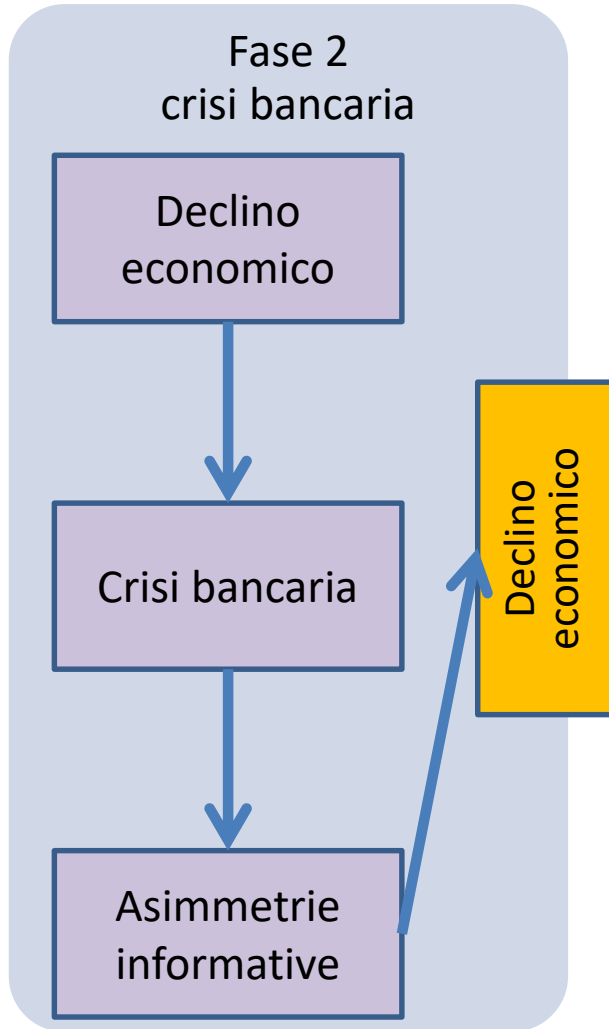 Fase 2
crisi bancaria
Declino
economico
Crisi bancaria
Declino
economico
Asimmetrie
informative